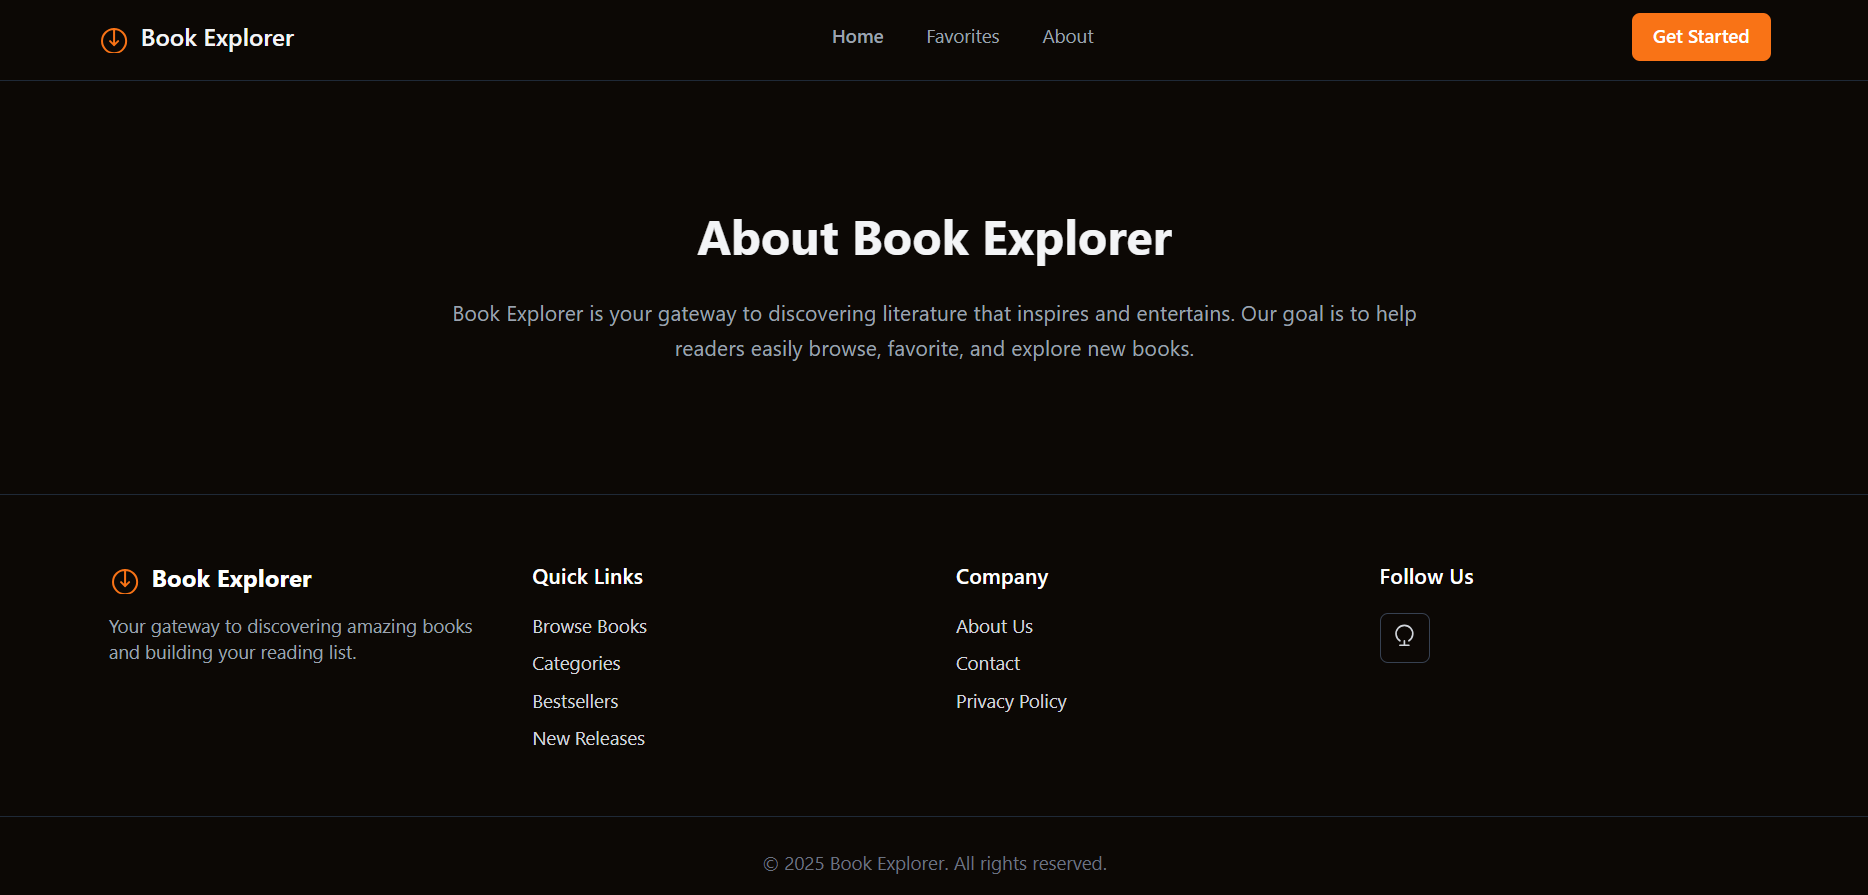 Book Explorer
Home
Favorites
About
Get Started
About Book Explorer
Book Explorer is your gateway to discovering literature that inspires and entertains. Our goal is to help
readers easily browse, favorite, and explore new books.
Book Explorer
Your gateway to discovering amazing books
and building your reading list.
Quick Links
Browse Books
Categories
Bestsellers
New Releases
Company
About Us
Contact
Privacy Policy
Follow Us
© 2025 Book Explorer. All rights reserved.